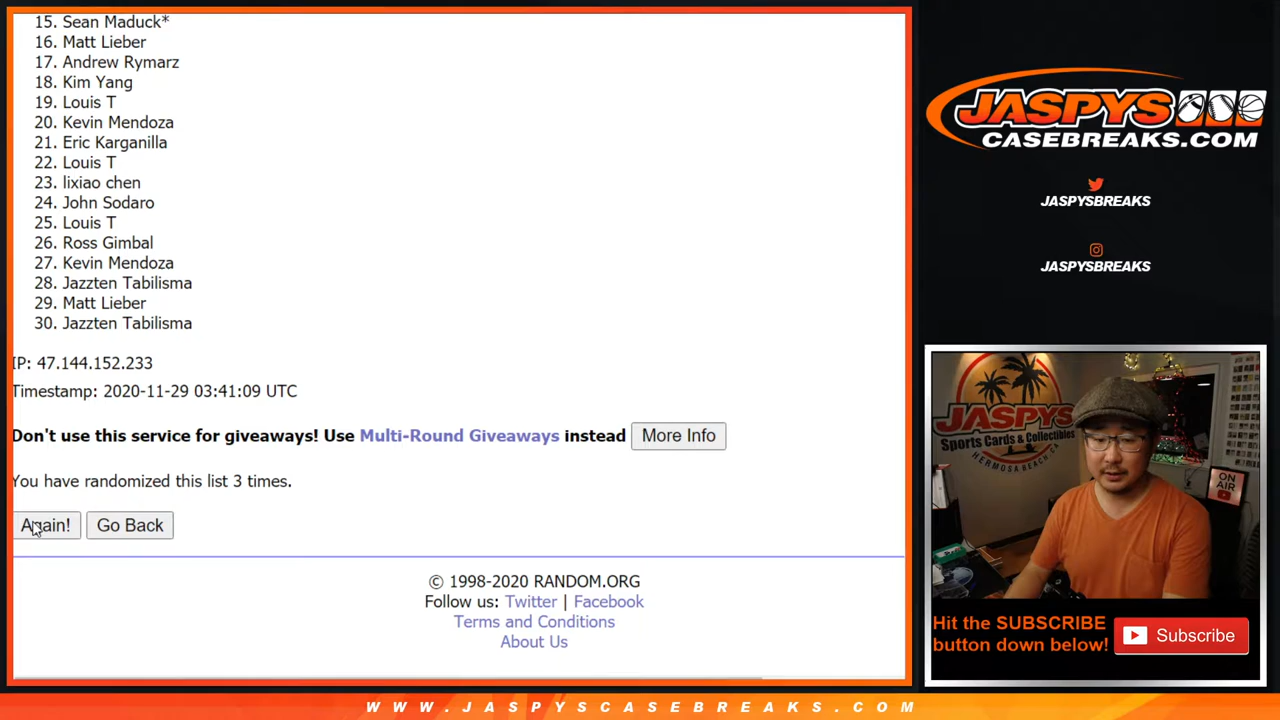 15. Sean Maduck*
16. Matt Lieber
17. Andrew Rymarz
18. Kim Yang
19. Louis T
20. Kevin Mendoza
21. Eric Karganilla
22. Louis T
23. lixiao chen
24. John Sodaro
25. Louis T
26. Ross Gimbal
27. Kevin Mendoza
28. Jazzten Tabilisma
29. Matt Lieber
30. Jazzten Tabilisma
IP: 47.144.152.233
Timestamp: 2020-11-29 03:41:09 UTC
Don't use this service for giveaways! Use Multi-Round Giveaways instead More Info
You have randomized this list 3 times.
Again! Go Back
© 1998-2020 RANDOM.ORG
Follow us: Twitter | Facebook
Terms and Conditions
About Us
JASPYS
CASEBREAKS.COM
JASPYSBREAKS
JASPYSBREAKS
JASPYS
Sports Cards & Collectibles
HERMOSA BEACH, CA
ON AIR
Hit the SUBSCRIBE
button down below!
Subscribe
WWW.JASPYSCASEBREAKS.COM